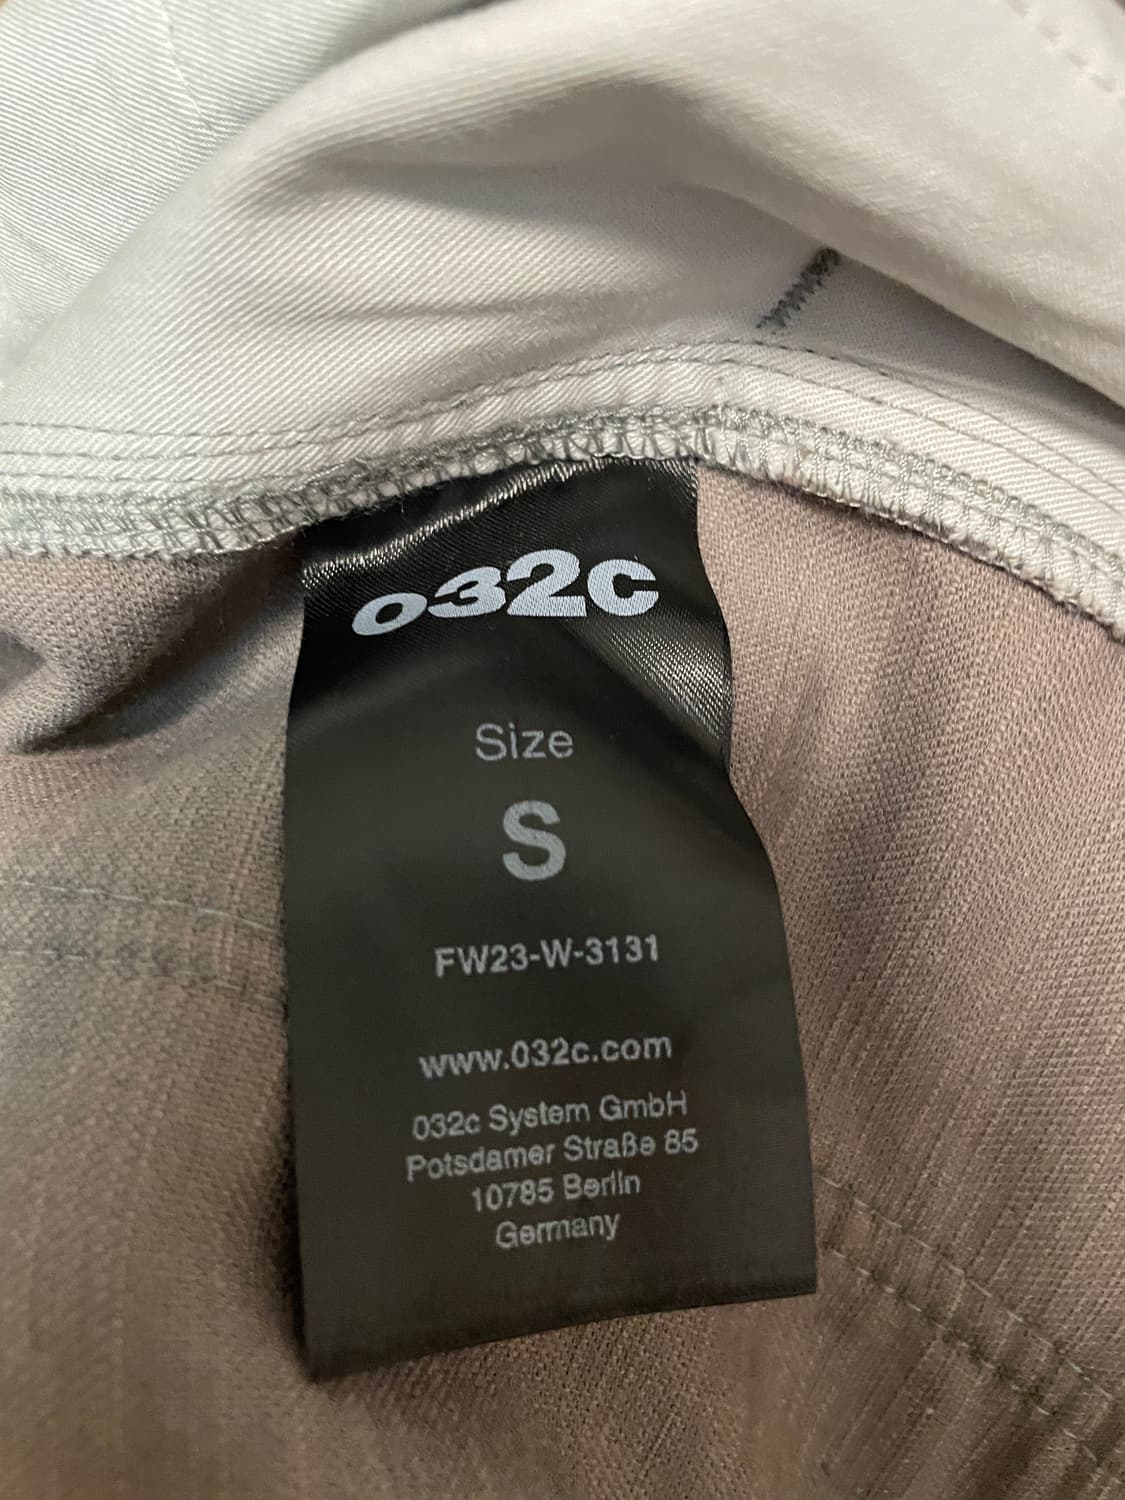 032c
Size
S
FW23-W-3131
www.032c.com
032c System GmbH
Potsdamer Straße 85
10785 Berlin
Germany